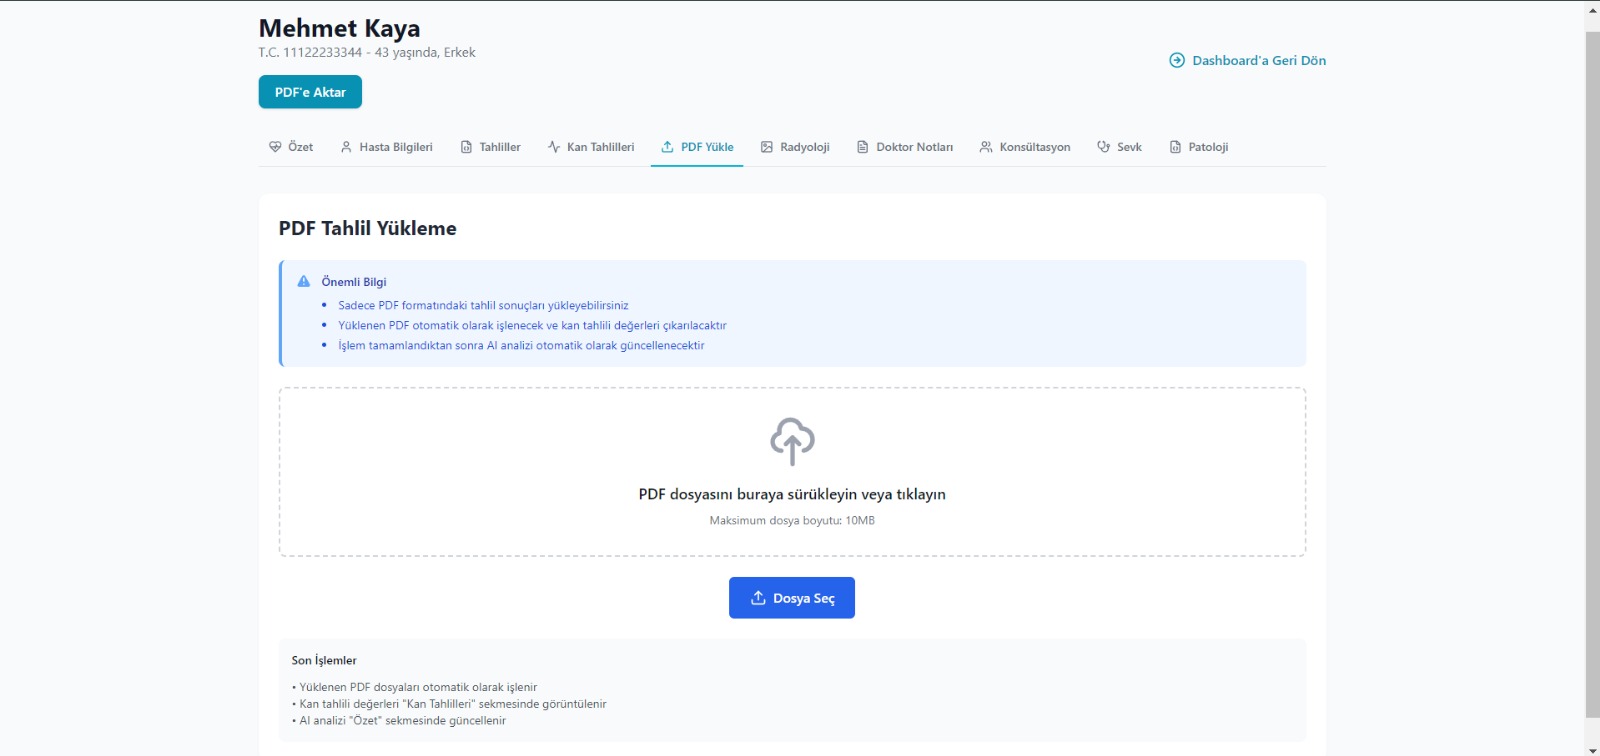 Mehmet Kaya
T.C. 11122233344 - 43 yaşında, Erkek
Dashboard'a Geri Dön
PDF'e Aktar
Özet
Hasta Bilgileri
Tahliller
Kan Tahlilleri
PDF Yükle
Radyoloji
Doktor Notları
Konsültasyon
Sevk
Patoloji
PDF Tahlil Yükleme
Önemli Bilgi
• Sadece PDF formatındaki tahlil sonuçları yükleyebilirsiniz
• Yüklenen PDF otomatik olarak işlenecek ve kan tahlili değerleri çıkarılacaktır
• İşlem tamamlandıktan sonra AI analizi otomatik olarak güncellenecektir
PDF dosyasını buraya sürükleyin veya tıklayın
Maksimum dosya boyutu: 10MB
Dosya Seç
Son İşlemler
• Yüklenen PDF dosyaları otomatik olarak işlenir
• Kan tahlili değerleri "Kan Tahlilleri" sekmesinde görüntülenir
• AI analizi "Özet" sekmesinde güncellenir